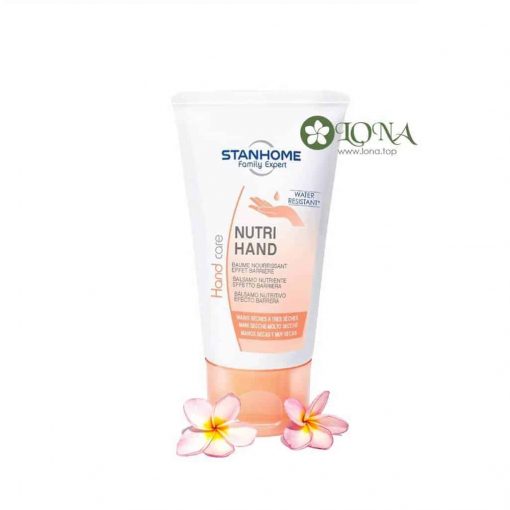 LONA
www.lona.top
STANHOME
Family Expert
WATER
RESISTANT*
Hand care
NUTRI
HAND
BAUME NOURRISSANT
EFFET BARRIÈRE
BALSAMO NUTRIENTE
EFFETTO BARRIERA
BALSAMO NUTRITIVO
EFECTO BARRERA
MAINS SÈCHES À TRÈS SÈCHES
MANI SECCHE MOLTO SECCHE
MANOS SECAS Y MUY SECAS